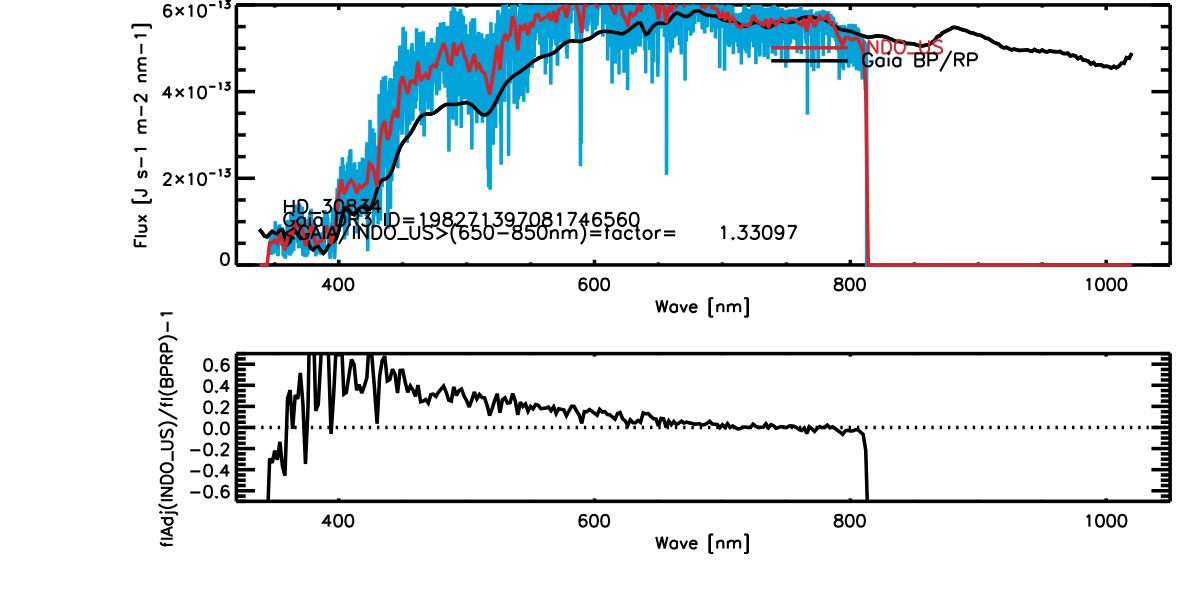 6×10−13
4×10−13
2×10−13
0
Flux [J s−1 m−2 nm−1]
INDO_US
Gaia BP/RP
HD_30834
Gaia DR3 ID=198271397081746560
<GAIA/INDO_US>(650−850nm)=factor= 1.33097
400 600 800 1000
Wave [nm]
0.6
0.4
0.2
0.0
−0.2
−0.4
−0.6
flAdj(INDO_US)/fl(BPRP)−1
400 600 800 1000
Wave [nm]